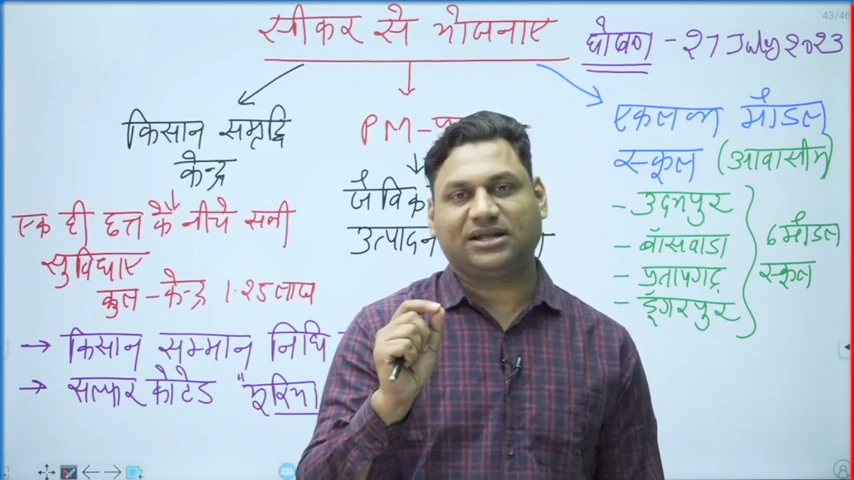 सीकर से योजनाए
घोषणा - 27 July 2023
43/46
किसान समृद्धि
केन्द्र
एक ही छत के नीचे सभी
सुविधाए
कुल - केन्द्र 1.25 लाख
→ किसान सम्मान निधि
→ सल्फर कोटेड "यूरिया
PM-
जैविक
उत्पादन
एकलव्य मॉडल
स्कूल (आवासीय)
- उदयपुर
- बाँसवाडा
- प्रतापगढ़
- डूँगरपुर
6 मॉडल
स्कूल